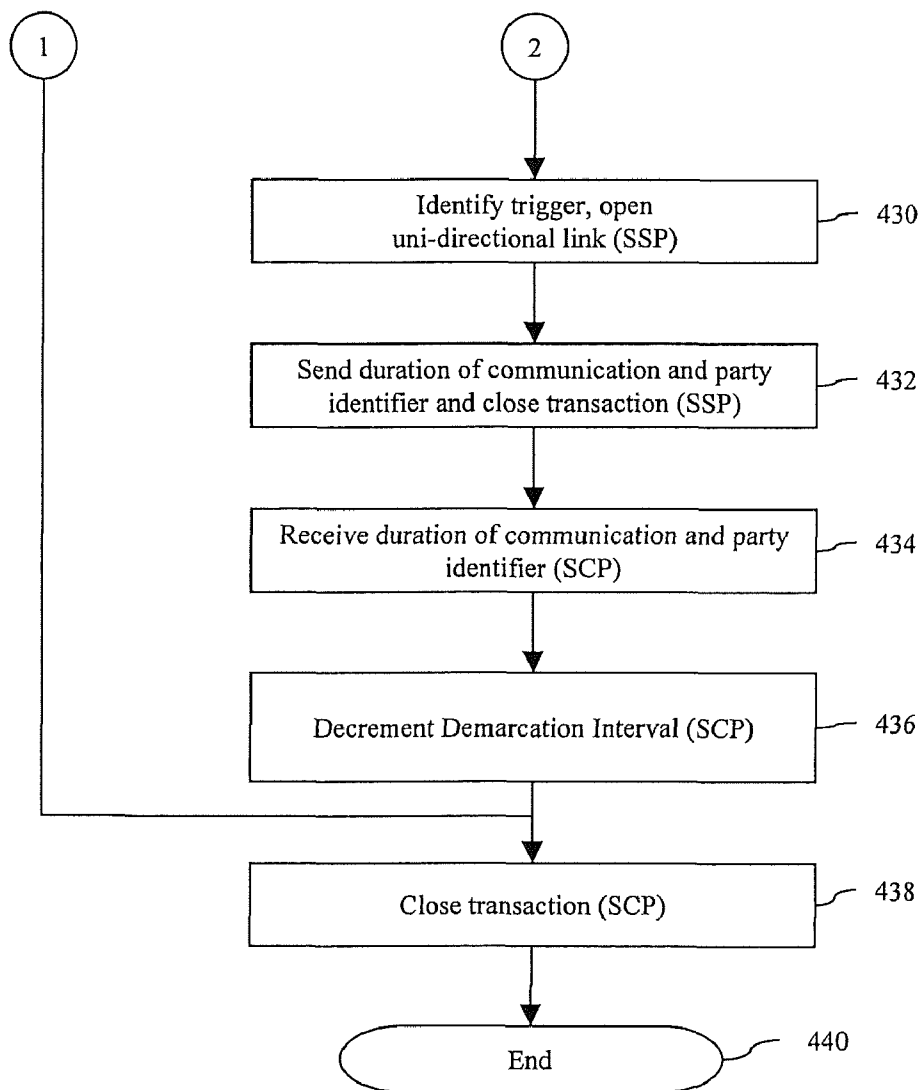 1
2
Identify trigger, open
uni-directional link (SSP)
430
Send duration of communication and party
identifier and close transaction (SSP)
432
Receive duration of communication and party
identifier (SCP)
434
Decrement Demarcation Interval (SCP)
436
Close transaction (SCP)
438
End
440